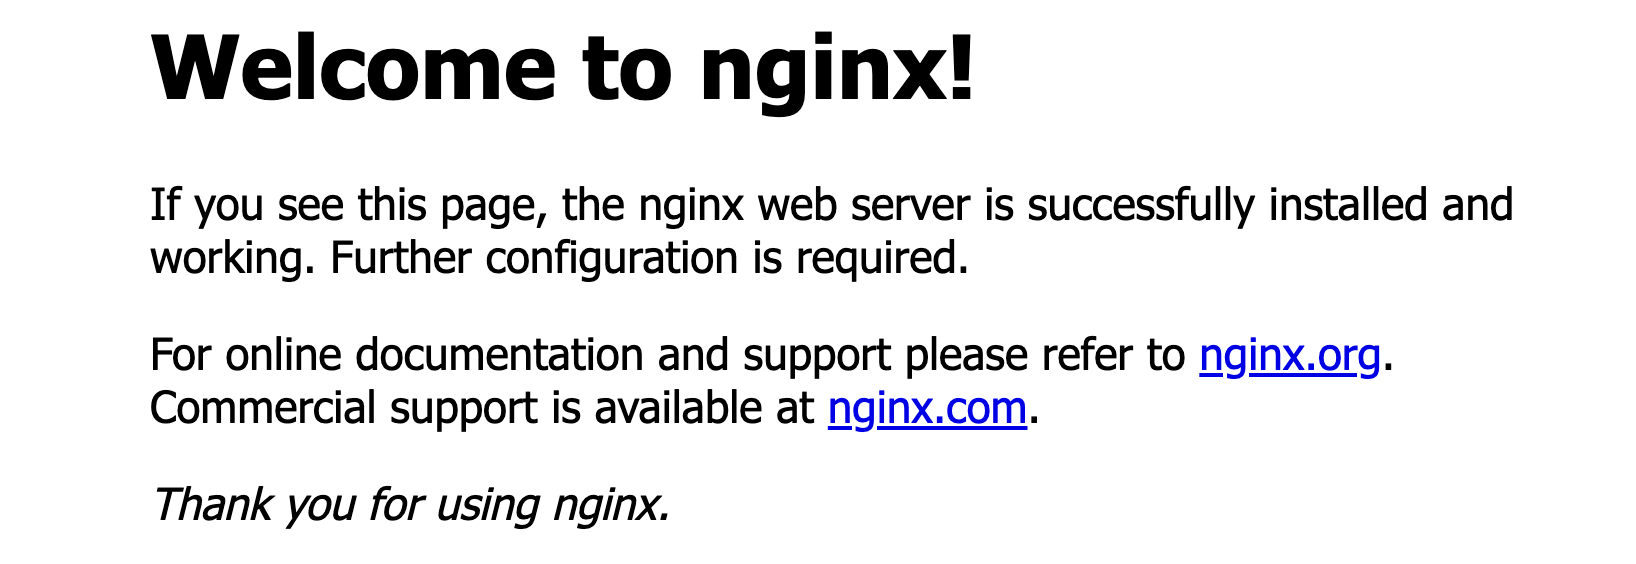 Welcome to nginx!
If you see this page, the nginx web server is successfully installed and
working. Further configuration is required.
For online documentation and support please refer to nginx.org.
Commercial support is available at nginx.com.
Thank you for using nginx.